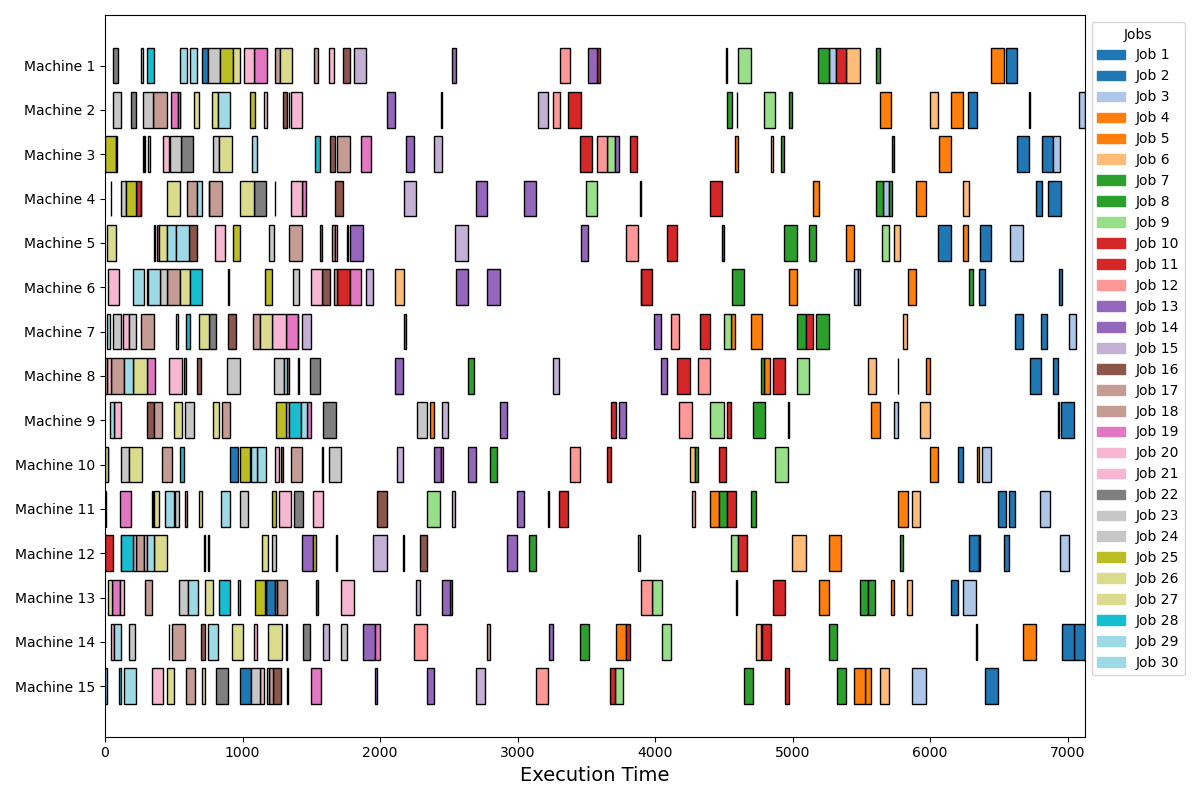 Machine 1
Machine 2
Machine 3
Machine 4
Machine 5
Machine 6
Machine 7
Machine 8
Machine 9
Machine 10
Machine 11
Machine 12
Machine 13
Machine 14
Machine 15
0 1000 2000 3000 4000 5000 6000 7000
Execution Time
Jobs
Job 1
Job 2
Job 3
Job 4
Job 5
Job 6
Job 7
Job 8
Job 9
Job 10
Job 11
Job 12
Job 13
Job 14
Job 15
Job 16
Job 17
Job 18
Job 19
Job 20
Job 21
Job 22
Job 23
Job 24
Job 25
Job 26
Job 27
Job 28
Job 29
Job 30